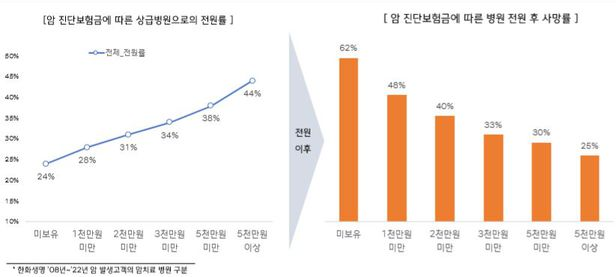 [암 진단보험금에 따른 상급병원으로의 전원률]
50%
45%
40%
35%
30%
25%
20%
15%
10%
전체_전원률
24%
28%
31%
34%
38%
44%
미보유
1천만원
미만
2천만원
미만
3천만원
미만
5천만원
미만
5천만원
이상
* 한화생명 '08년~'22년 암 발생고객의 암치료 병원 구분
전원
이후
[ 암 진단보험금에 따른 병원 전원 후 사망률 ]
62%
48%
40%
33%
30%
25%
미보유
1천만원
미만
2천만원
미만
3천만원
미만
5천만원
미만
5천만원
이상